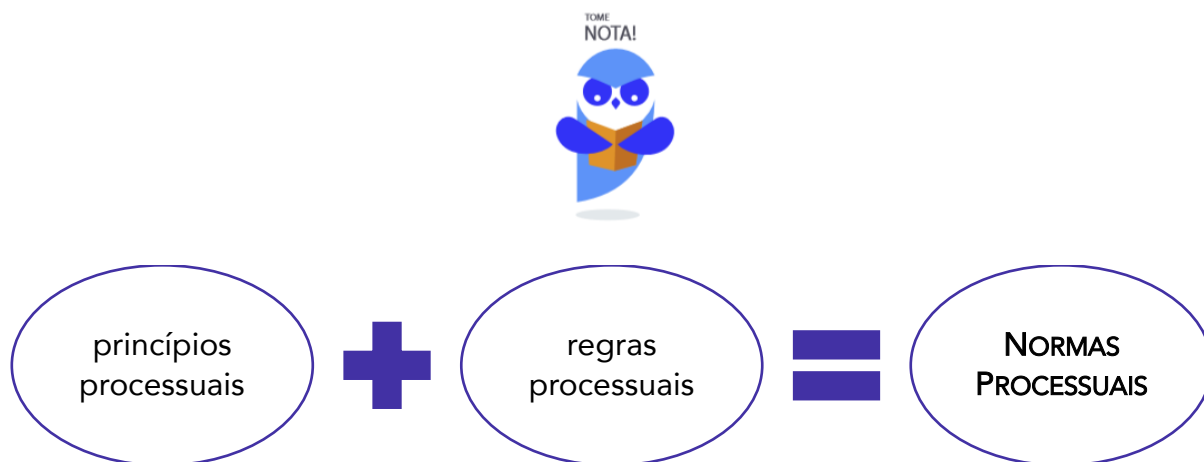 TOME
NOTA!
princípios
processuais
regras
processuais
NORMAS
PROCESSUAIS